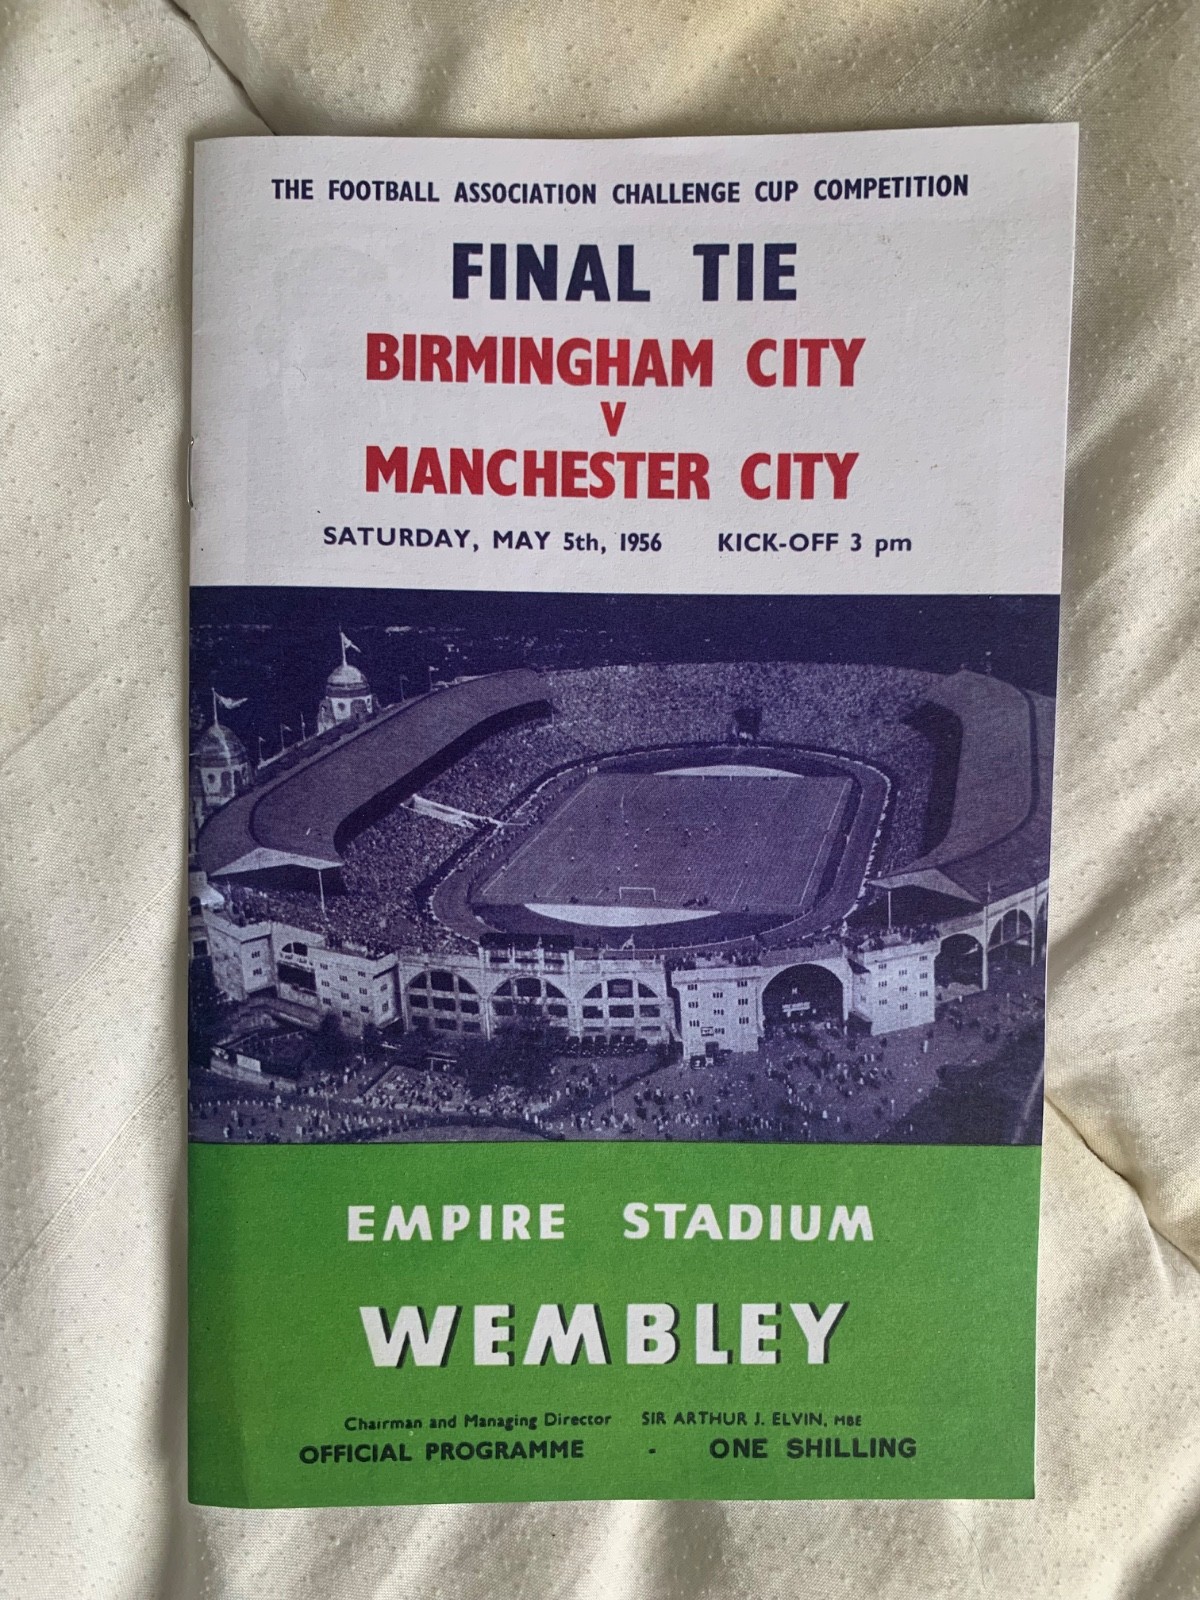 THE FOOTBALL ASSOCIATION CHALLENGE CUP COMPETITION
FINAL TIE
BIRMINGHAM CITY
V
MANCHESTER CITY
SATURDAY, MAY 5th, 1956 KICK-OFF 3 pm
EMPIRE STADIUM
WEMBLEY
Chairman and Managing Director SIR ARTHUR J. ELVIN, MBE
OFFICIAL PROGRAMME - ONE SHILLING